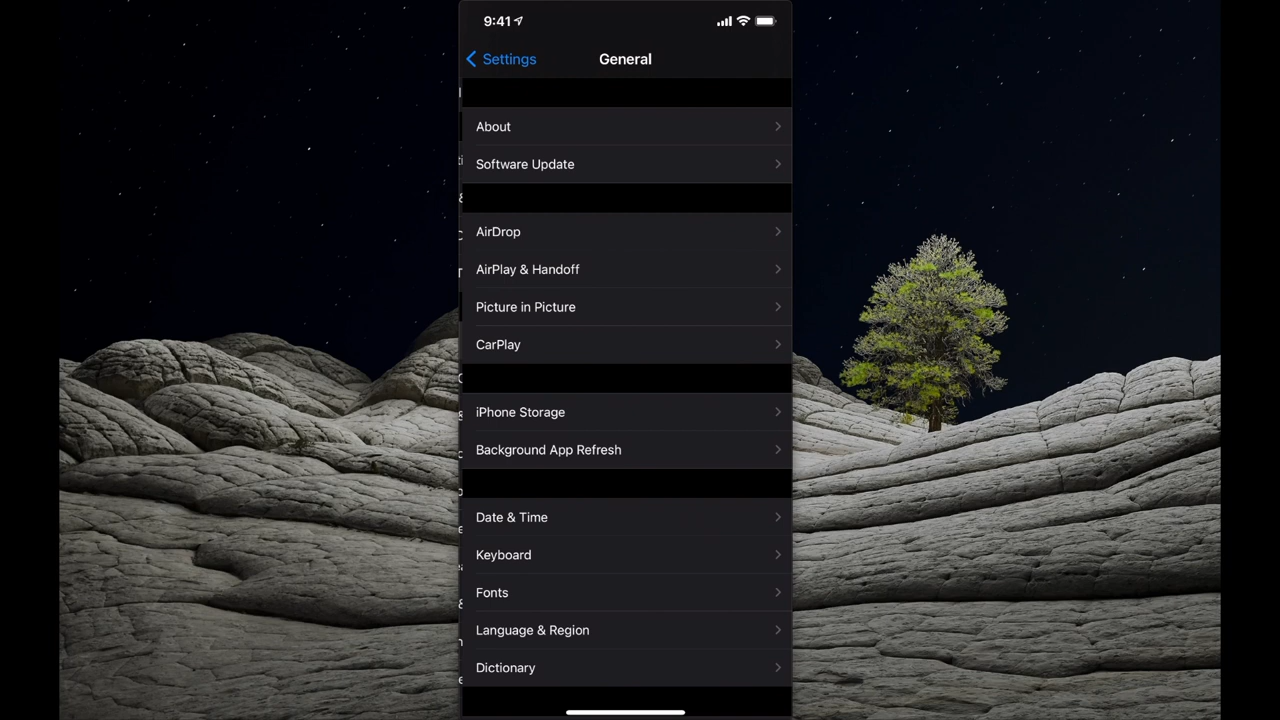 9:41
Settings
General
About
Software Update
AirDrop
AirPlay & Handoff
Picture in Picture
CarPlay
iPhone Storage
Background App Refresh
Date & Time
Keyboard
Fonts
Language & Region
Dictionary